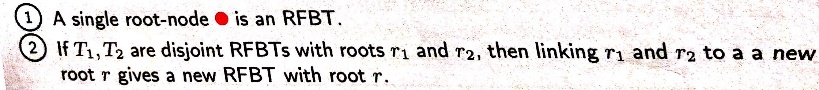 ① A single root-node ● is an RFBT.
② If T₁, T₂ are disjoint RFBTs with roots r₁ and r₂, then linking r₁ and r₂ to a a new
root r gives a new RFBT with root r.